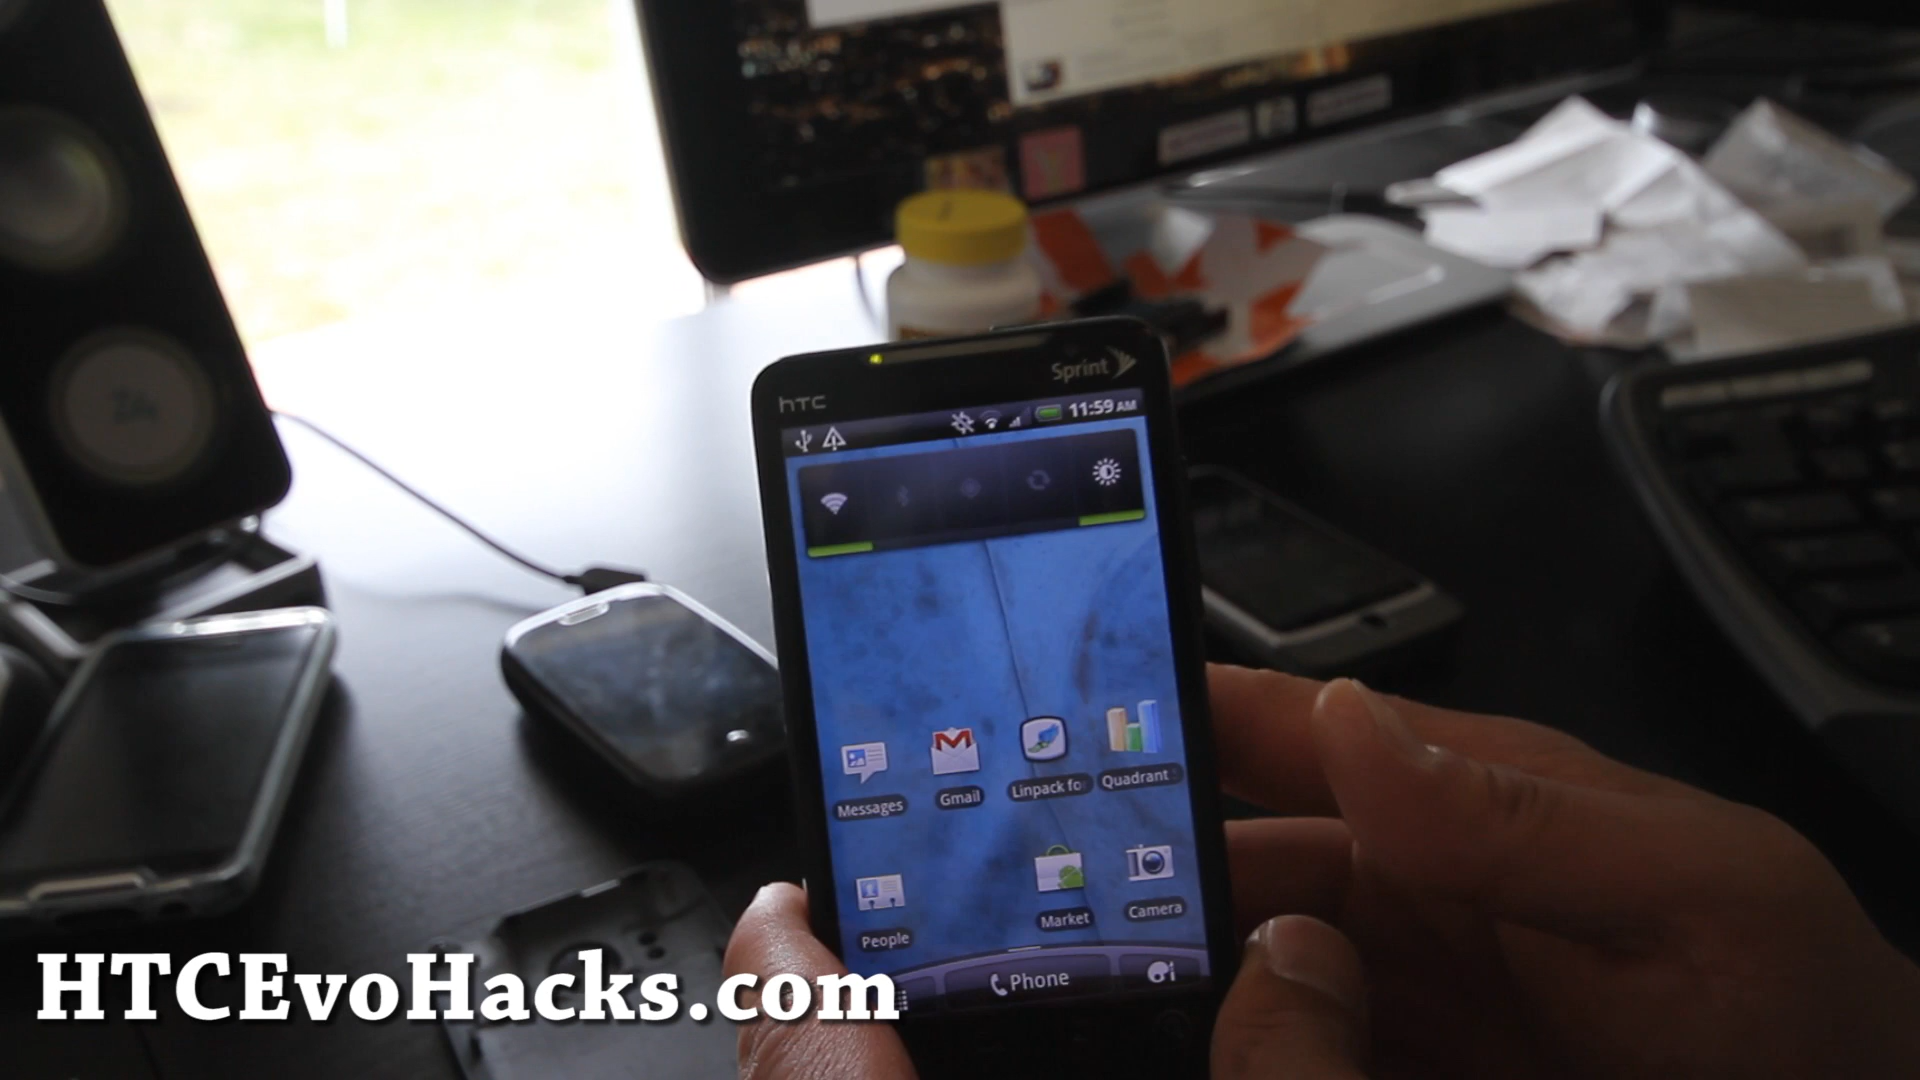 Sprint
hTC
11:59 AM
Messages
Gmail
Linpack fo
Quadrant S
People
Market
Camera
Phone
HTCEvoHacks.com